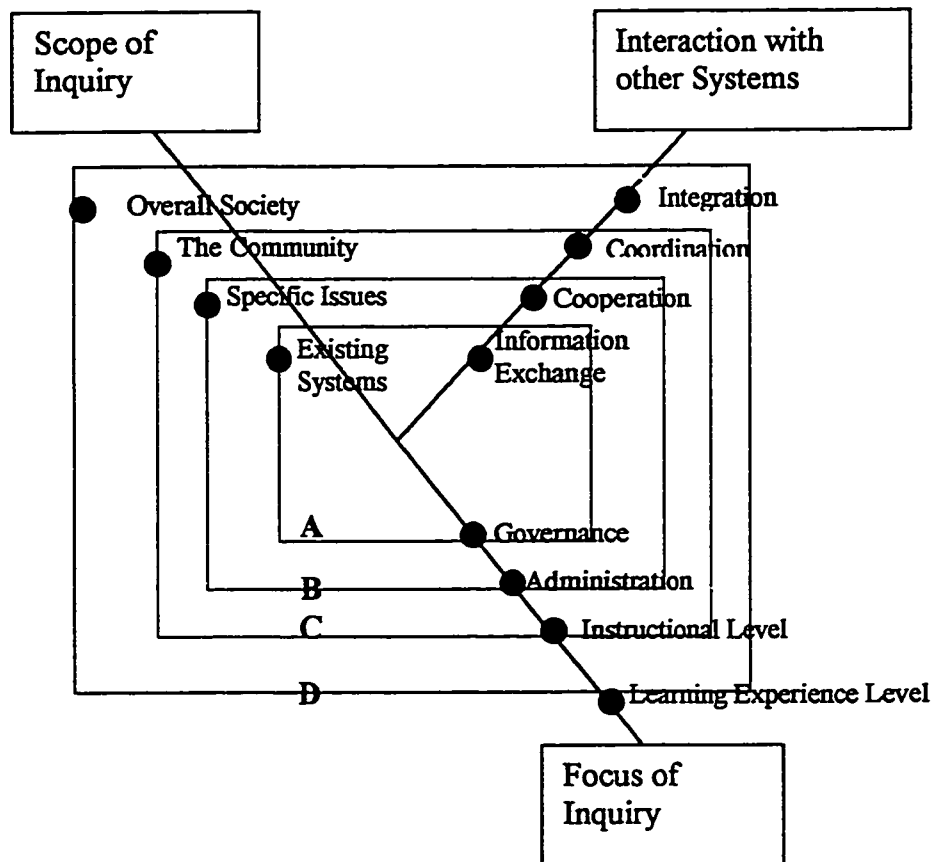 Scope of
Inquiry
Interaction with
other Systems
Overall Society
Integration
The Community
Coordination
Specific Issues
Cooperation
Existing
Systems
Information
Exchange
A
Governance
B
Administration
C
Instructional Level
D
Learning Experience Level
Focus of
Inquiry